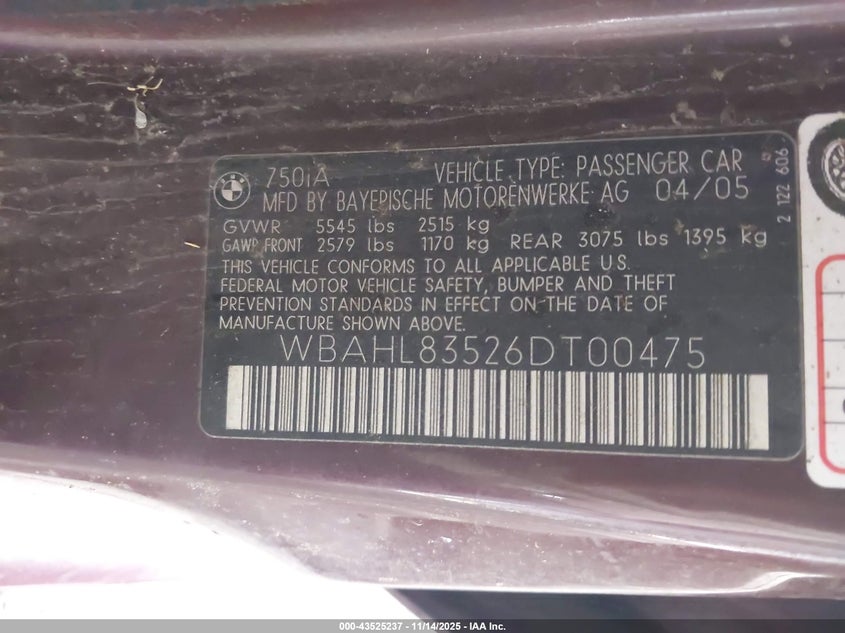 750iA VEHICLE TYPE: PASSENGER CAR
MFD BY BAYERISCHE MOTORENWERKE AG 04/05
GVWR 5545 lbs 2515 kg
GAWP FRONT 2579 lbs 1170 kg REAR 3075 lbs 1395 kg
THIS VEHICLE CONFORMS TO ALL APPLICABLE U.S.
FEDERAL MOTOR VEHICLE SAFETY, BUMPER AND THEFT
PREVENTION STANDARDS IN EFFECT ON THE DATE OF
MANUFACTURE SHOWN ABOVE.
WBAHL83526DT00475
2 122 606
000-43525237 - 11/14/2025 - IAA Inc.